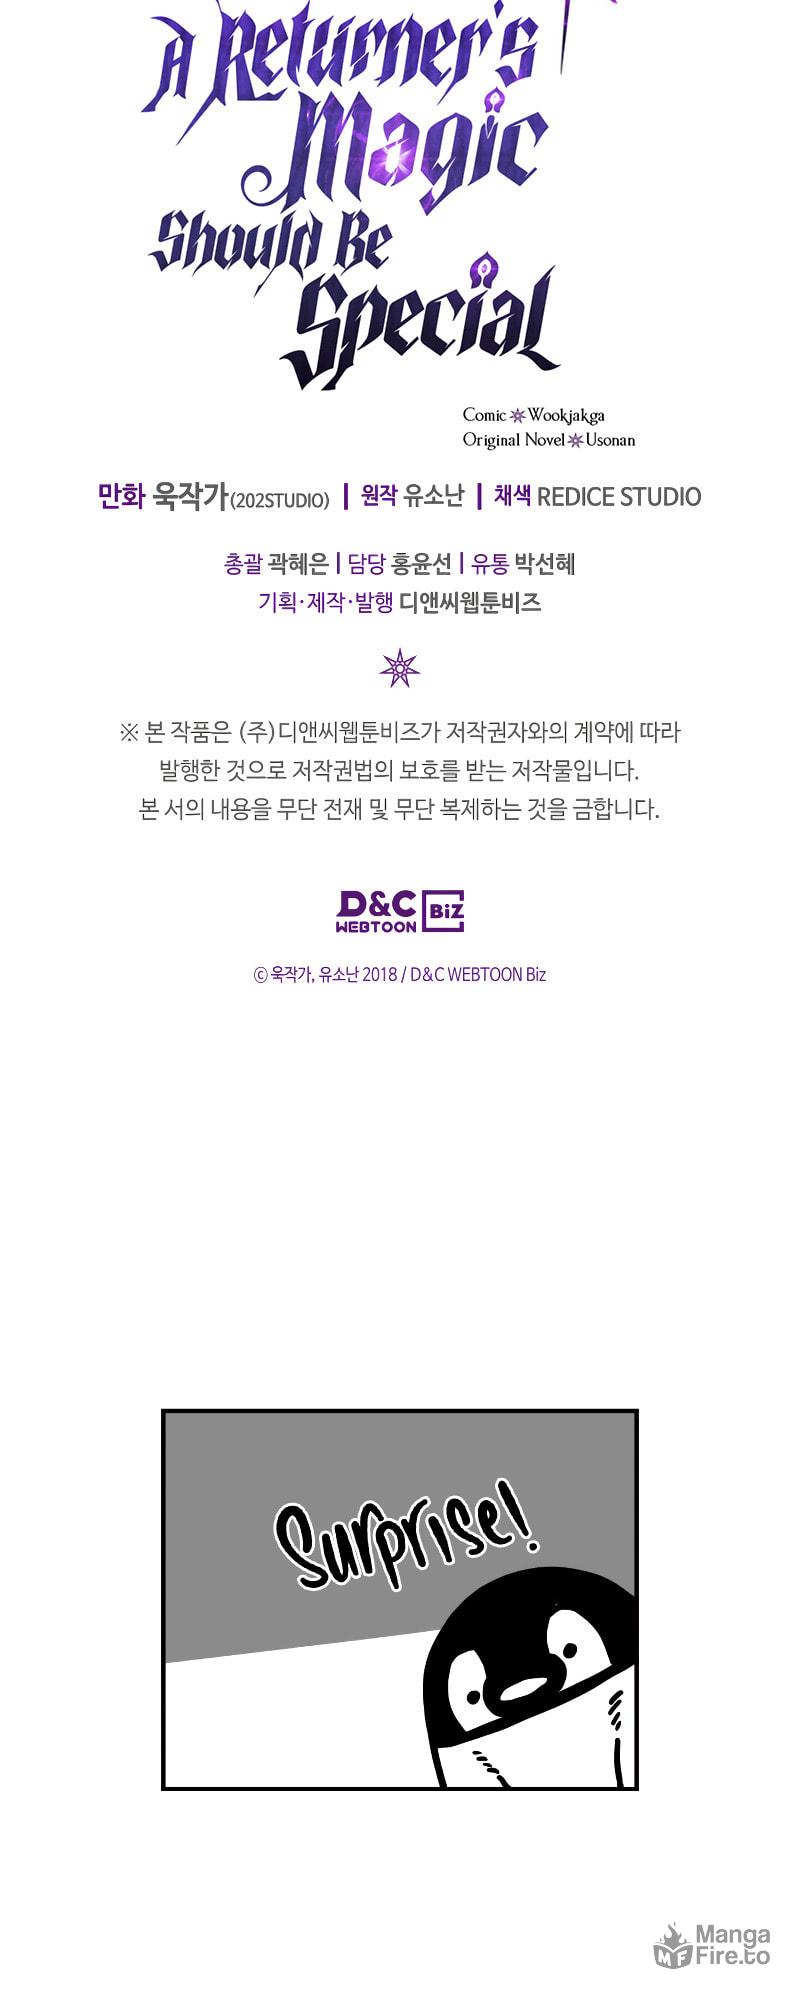 A Returner's
Magic
Should Be
Special
Comic Wookjakga
Original Novel Usonan
만화 욱작가(202STUDIO) | 원작 유소난 | 채색 REDICE STUDIO
총괄 곽혜은 | 담당 홍윤선 | 유통 박선혜
기획·제작·발행 디앤씨웹툰비즈
※ 본 작품은 (주)디앤씨웹툰비즈가 저작권자와의 계약에 따라
발행한 것으로 저작권법의 보호를 받는 저작물입니다.
본 서의 내용을 무단 전재 및 무단 복제하는 것을 금합니다.
D&C
WEBTOON BiZ
© 욱작가, 유소난 2018 / D&C WEBTOON Biz
Surprise!
MF Manga
Fire.to